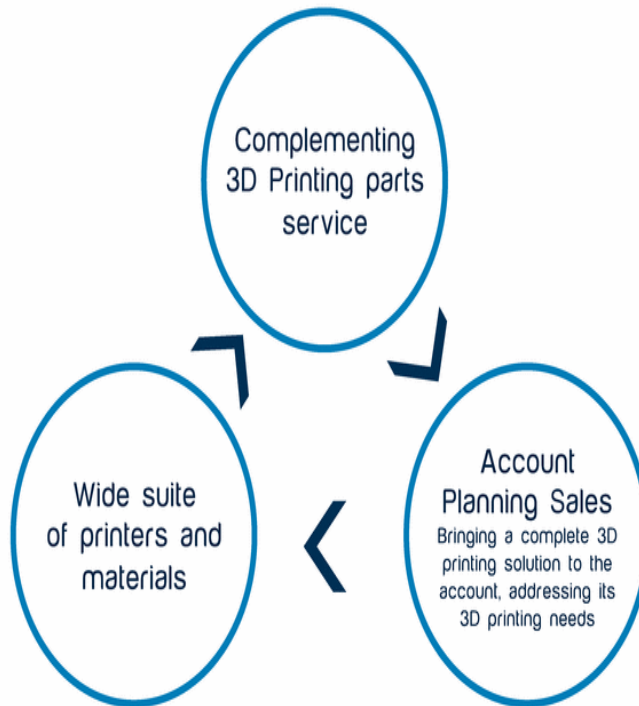 Complementing
3D Printing parts
service
Wide suite
of printers and
materials
Account
Planning Sales
Bringing a complete 3D
printing solution to the
account, addressing its
3D printing needs